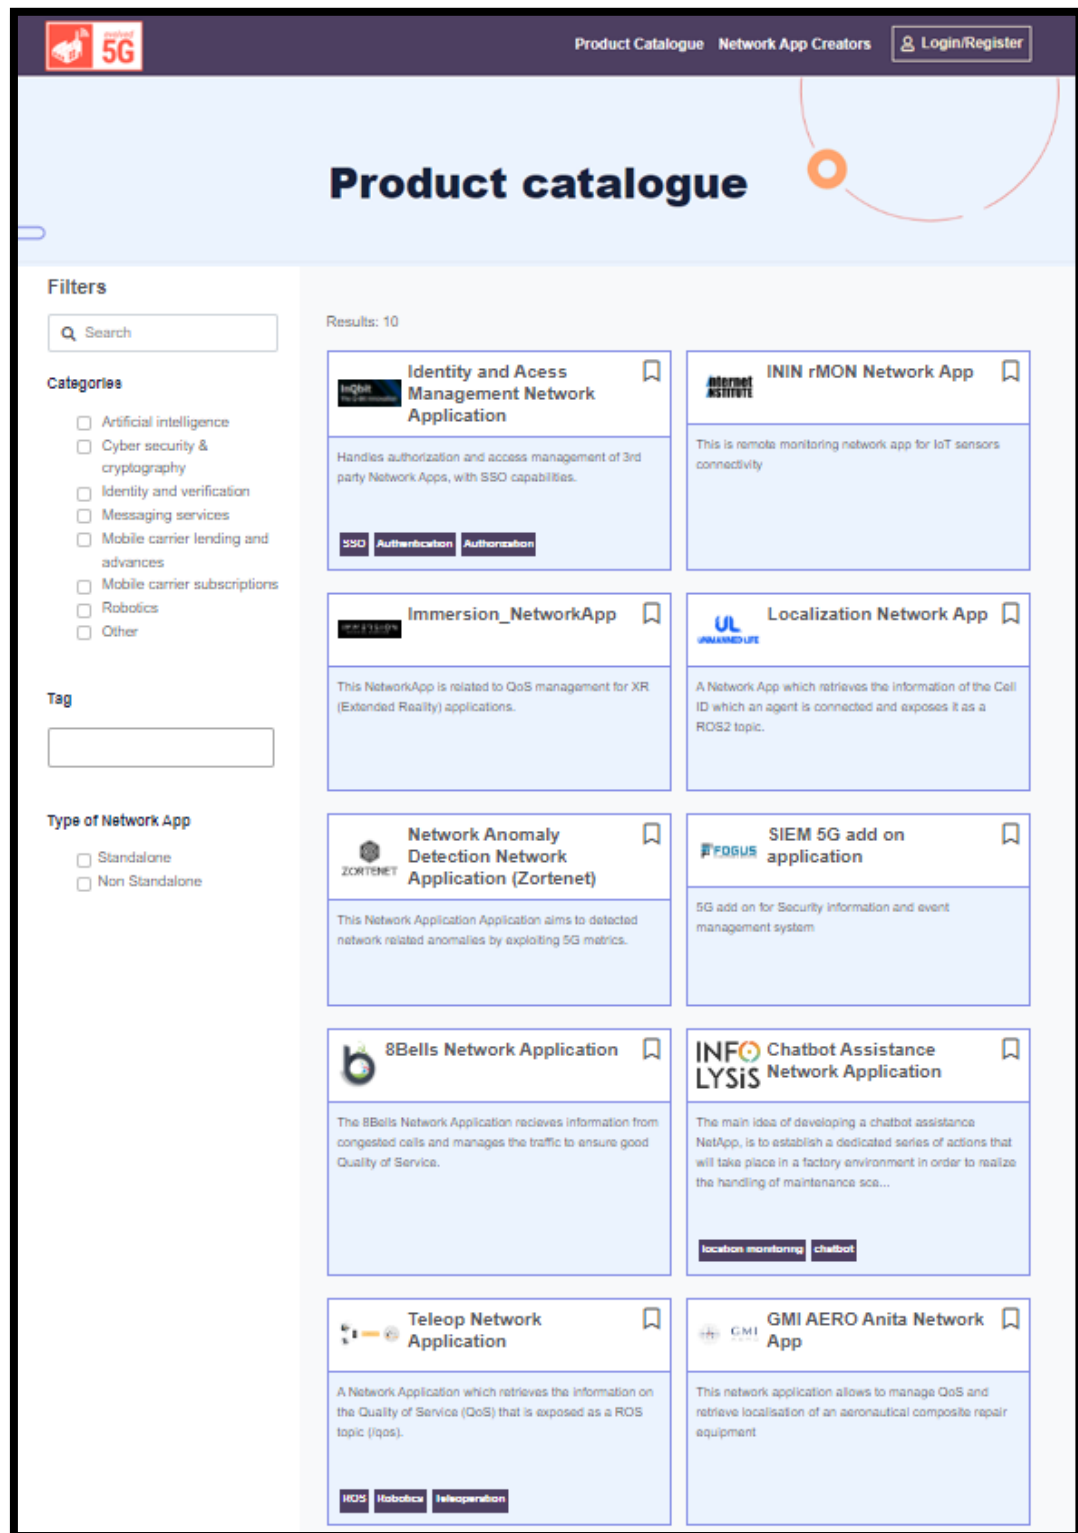 evolved
5G
Product Catalogue Network App Creators Login/Register
Product catalogue
Filters
Search
Categories
Artificial intelligence
Cyber security &
cryptography
Identity and verification
Messaging services
Mobile carrier lending and
advances
Mobile carrier subscriptions
Robotics
Other
Tag
Type of Network App
Standalone
Non Standalone
Results: 10
InQbit
Identity and Acess
Management Network
Application
Handles authorization and access management of 3rd
party Network Apps, with SSO capabilities.
SSO Authentication Authorization
Internet
INSTITUTE
ININ rMON Network App
This is remote monitoring network app for IoT sensors
connectivity
IMMERSION
Immersion_NetworkApp
This NetworkApp is related to QoS management for XR
(Extended Reality) applications.
UL
UNMANNED LIFE
Localization Network App
A Network App which retrieves the information of the Cell
ID which an agent is connected and exposes it as a
ROS2 topic.
ZORTENET
Network Anomaly
Detection Network
Application (Zortenet)
This Network Application Application aims to detected
network related anomalies by exploiting 5G metrics.
FOGUS
SIEM 5G add on
application
5G add on for Security information and event
management system
b
8Bells Network Application
The 8Bells Network Application recieves information from
congested cells and manages the traffic to ensure good
Quality of Service.
INFO
LYSiS
Chatbot Assistance
Network Application
The main idea of developing a chatbot assistance
NetApp, is to establish a dedicated series of actions that
will take place in a factory environment in order to realize
the handling of maintenance sce...
location monitoring chatbot
Teleop Network
Application
A Network Application which retrieves the information on
the Quality of Service (QoS) that is exposed as a ROS
topic (/qos).
ROS Robotics teleoperation
GMI
GMI AERO Anita Network
App
This network application allows to manage QoS and
retrieve localisation of an aeronautical composite repair
equipment